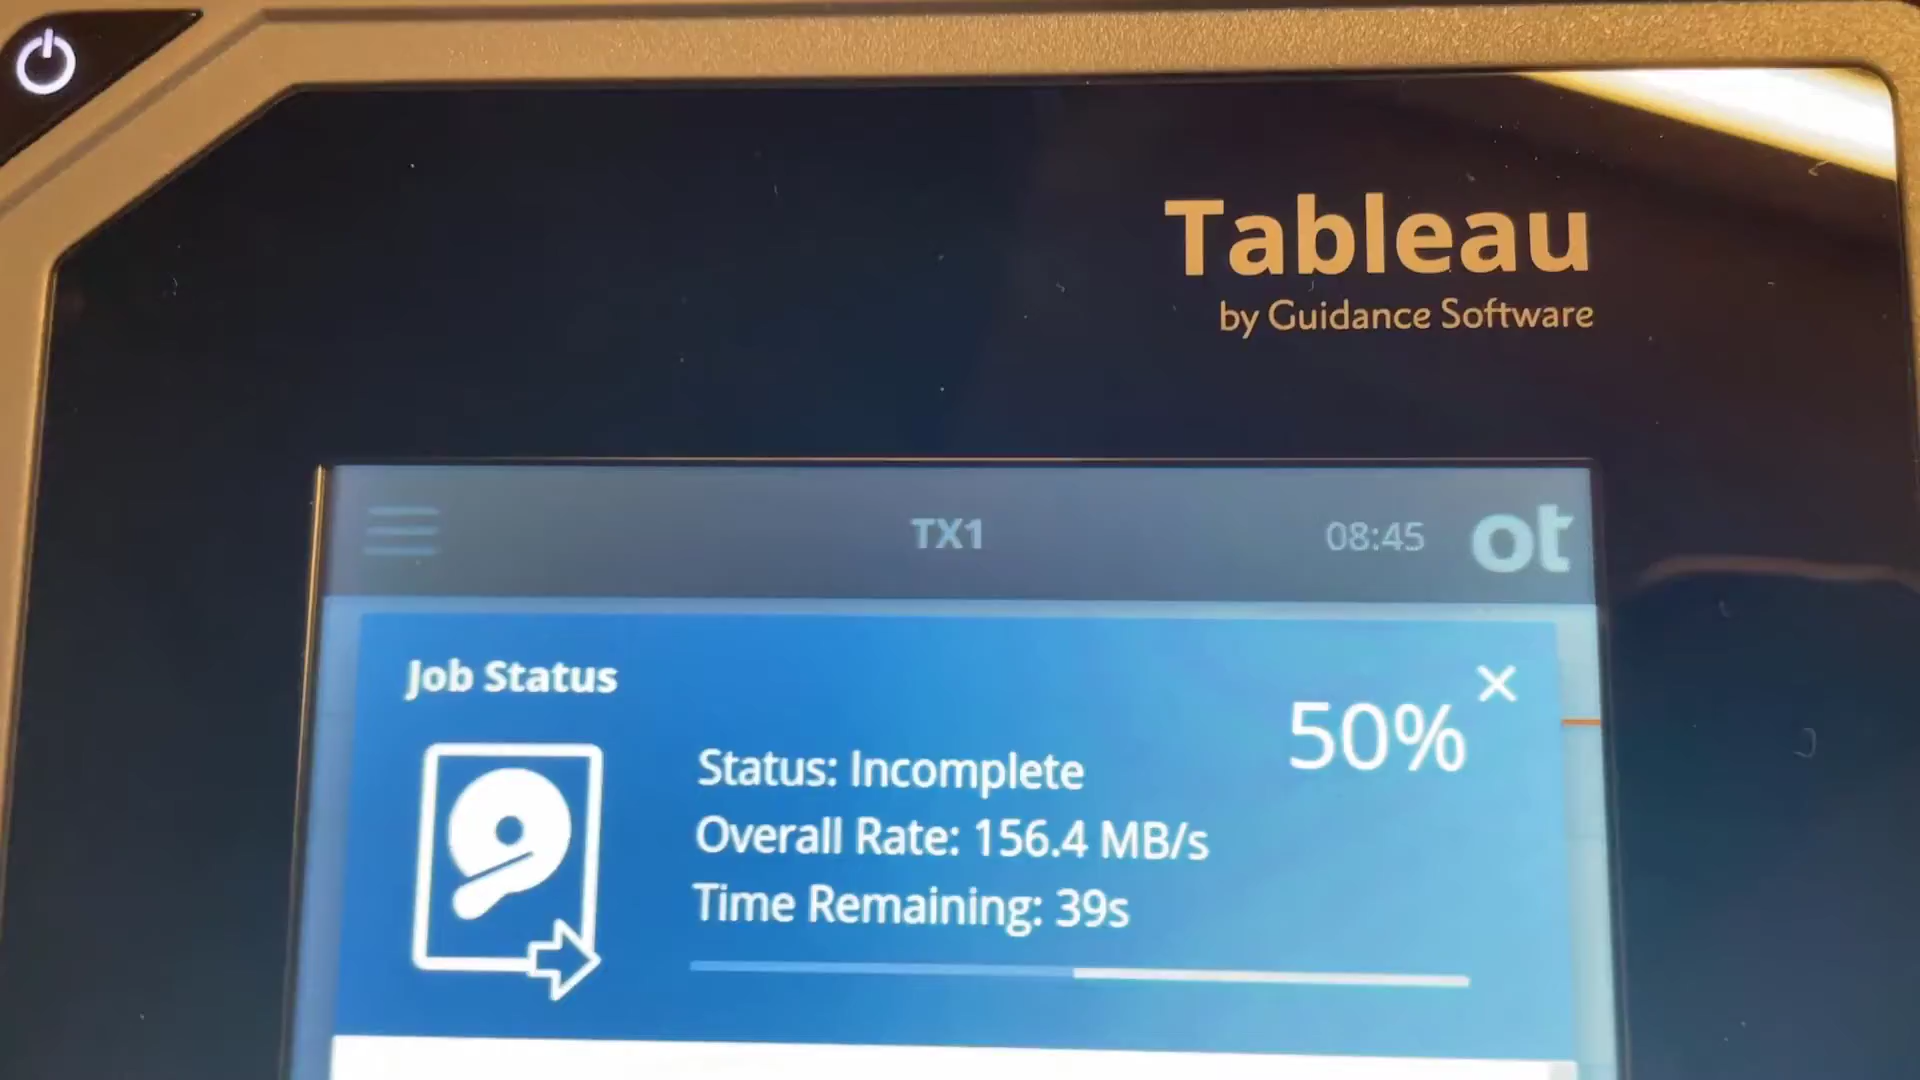 Tableau
by Guidance Software
TX1 08:45 ot
Job Status
50%
Status: Incomplete
Overall Rate: 156.4 MB/s
Time Remaining: 39s